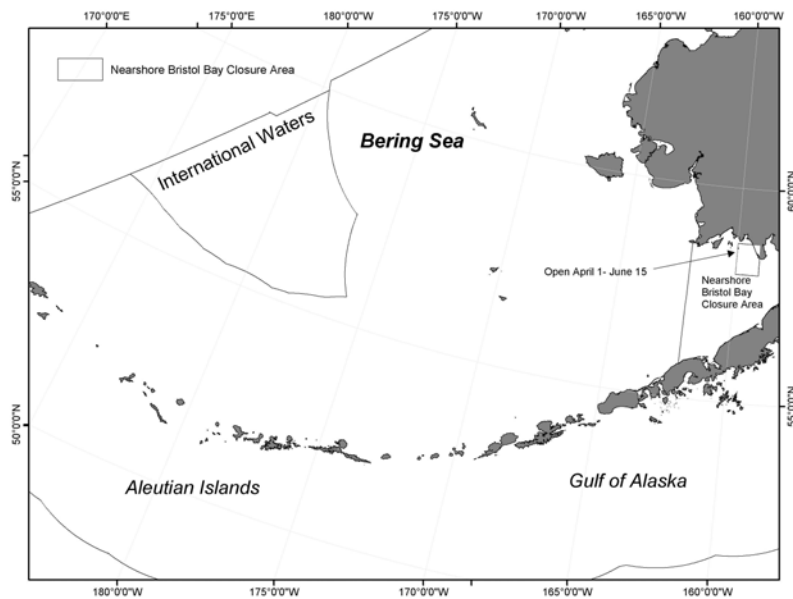 170°0'0"E
175°0'0"E
180°0'0"
175°0'0"W
170°0'0"W
165°0'0"W
160°0'0"W
Nearshore Bristol Bay Closure Area
International Waters
Bering Sea
55°0'0"N
60°0'0"N
Open April 1- June 15
Nearshore
Bristol Bay
Closure Area
50°0'0"N
55°0'0"N
Aleutian Islands
Gulf of Alaska
180°0'0"W
175°0'0"W
170°0'0"W
165°0'0"W
160°0'0"W